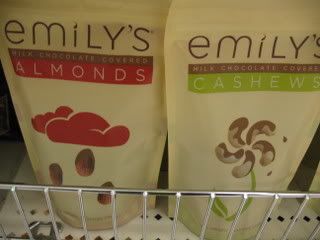 emiLY'S
MILK CHOCOLATE COVERED
ALMONDS
emiLY'S
MILK CHOCOLATE COVERED
CASHEWS